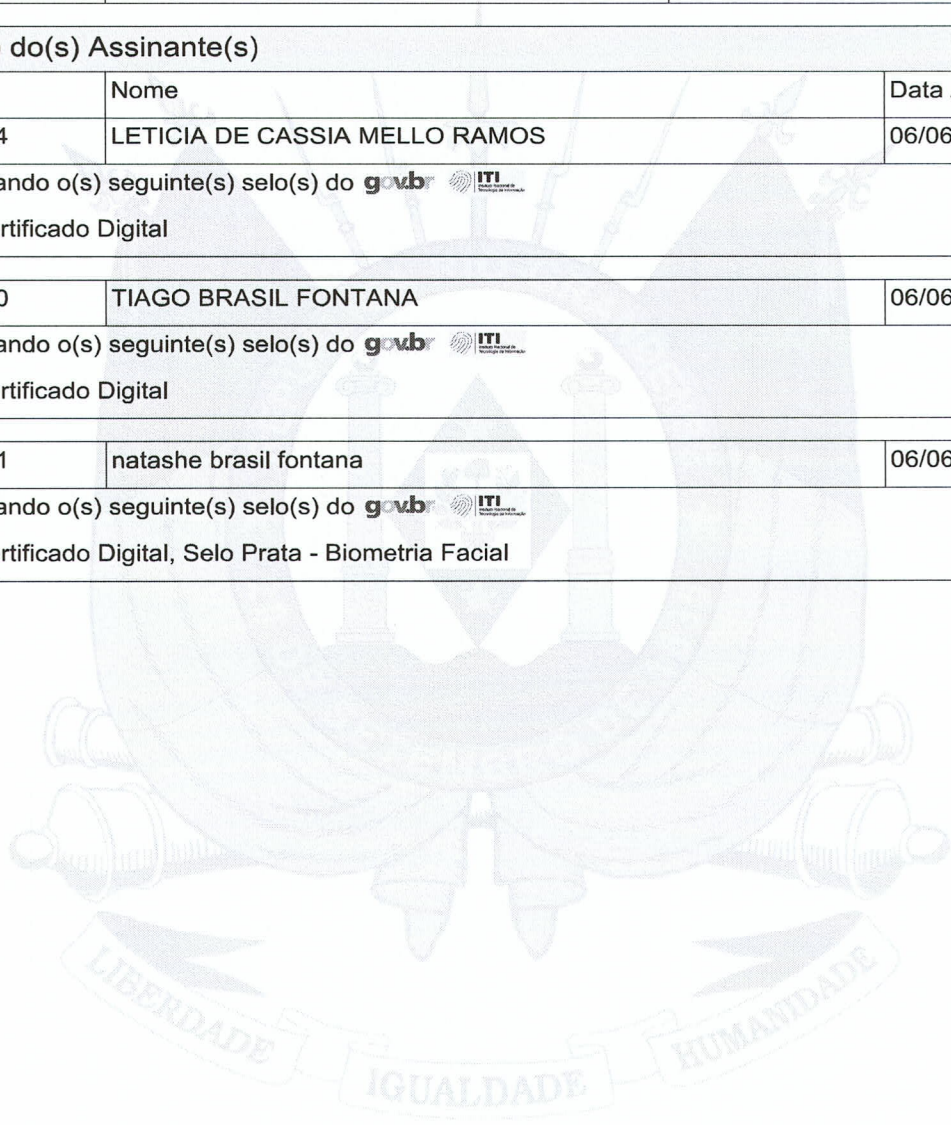 do(s) Assinante(s)
Nome Data
4 LETICIA DE CASSIA MELLO RAMOS 06/06
ando o(s) seguinte(s) selo(s) do gov.br ITI
rtificado Digital
0 TIAGO BRASIL FONTANA 06/06
ando o(s) seguinte(s) selo(s) do gov.br ITI
rtificado Digital
1 natashe brasil fontana 06/06
ando o(s) seguinte(s) selo(s) do gov.br ITI
rtificado Digital, Selo Prata - Biometria Facial
LIBERDADE
IGUALDADE
HUMANIDADE